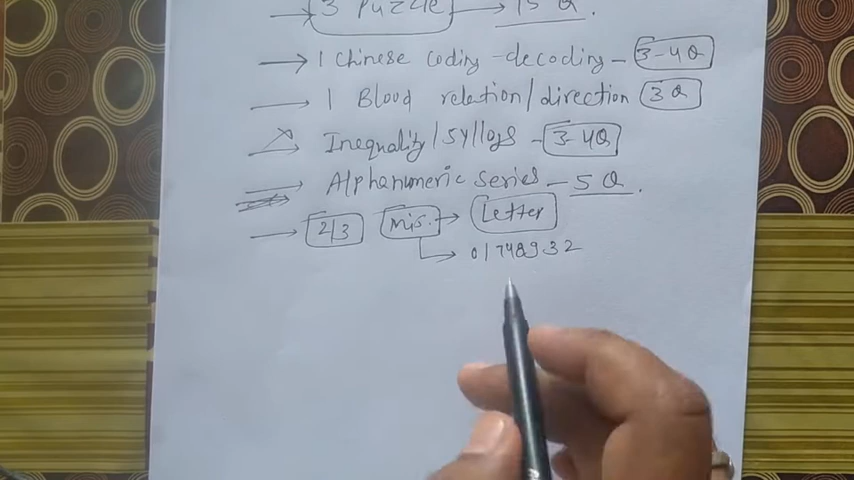 → 3 Puzzle → 15 Q.
→ 1 Chinese coding-decoding - 3-4Q
→ 1 Blood relation/direction 3Q
→ Inequality/syllogs - 3-4Q
→ Alphanumeric series - 5 Q.
→ 2/3 Mis. → Letter
→ 01748932